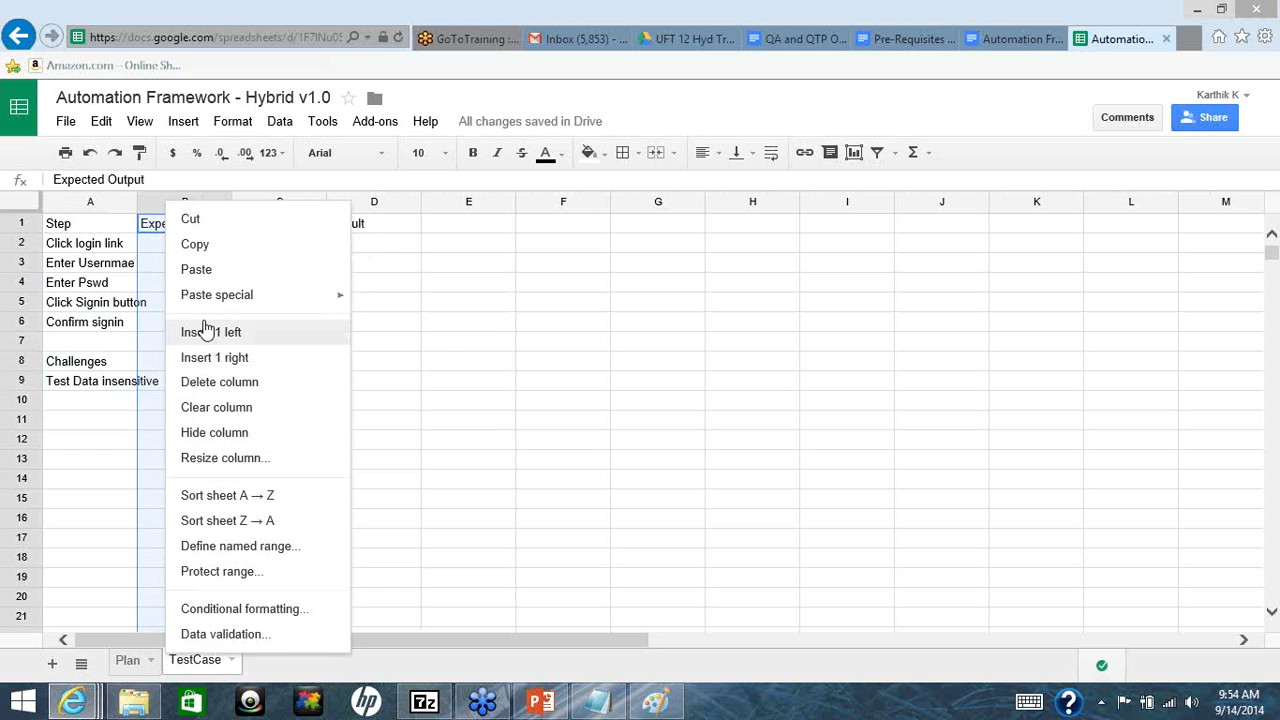 https://docs.google.com/spreadsheets/d/1F7INu0S
GoToTraining :...
Inbox (5,853) - ...
UFT 12 Hyd Tr...
QA and QTP O...
Pre-Requisites ...
Automation Fr...
Automatio...
Amazon.com – Online Sh...
Automation Framework - Hybrid v1.0
Karthik K
File Edit View Insert Format Data Tools Add-ons Help All changes saved in Drive
Comments
Share
$ % .0 .00 123 Arial 10 B I S A Σ
fx Expected Output
A D E F G H I J K L M
1 Step Expe ult
2 Click login link
3 Enter Usernmae
4 Enter Pswd
5 Click Signin button
6 Confirm signin
7
8 Challenges
9 Test Data insensitive
10
11
12
13
14
15
16
17
18
19
20
21
Cut
Copy
Paste
Paste special
Insert 1 left
Insert 1 right
Delete column
Clear column
Hide column
Resize column...
Sort sheet A → Z
Sort sheet Z → A
Define named range...
Protect range...
Conditional formatting...
Data validation...
+ Plan TestCase
hp
7z
?
9:54 AM
9/14/2014